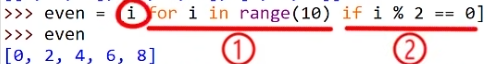 >>> even = i for i in range(10) if i % 2 == 0]
>>> even
① ②
[0, 2, 4, 6, 8]